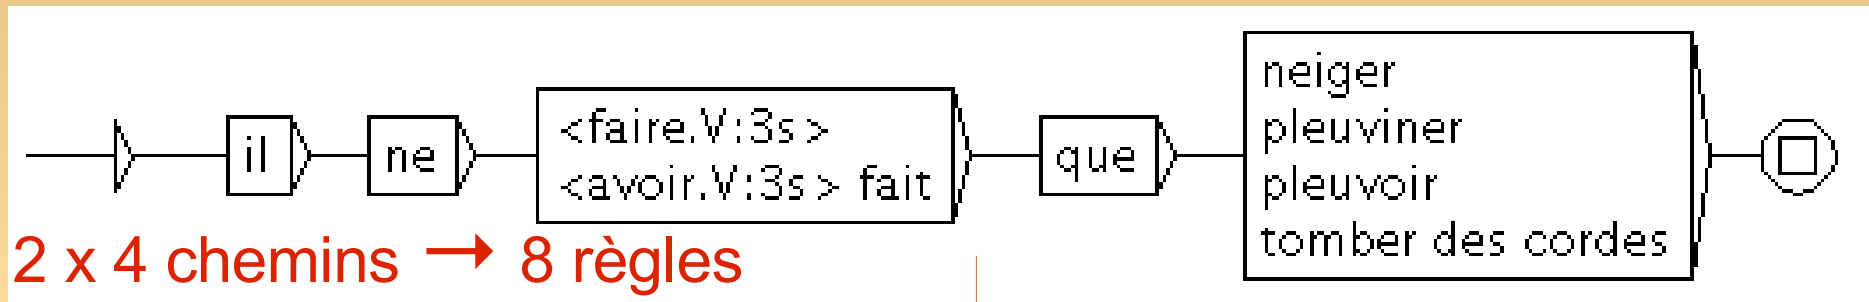 il
ne
<faire.V:3s>
<avoir.V:3s> fait
que
neiger
pleuviner
pleuvoir
tomber des cordes
2 x 4 chemins → 8 règles